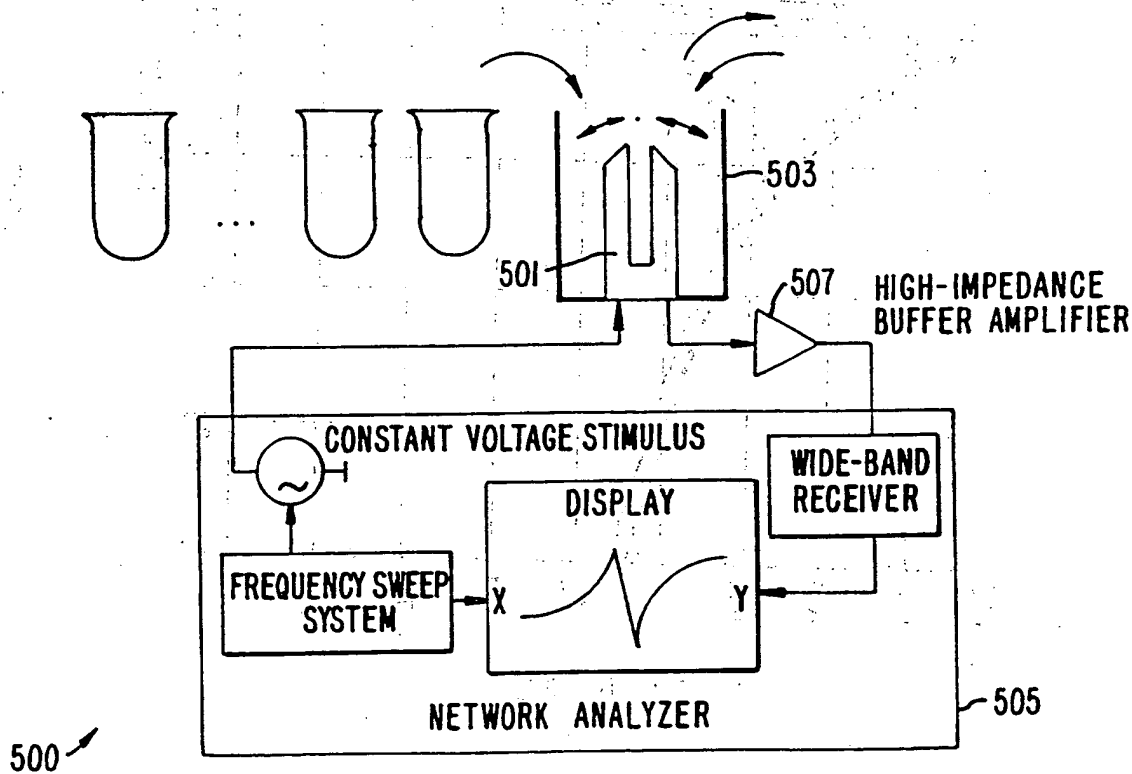 503
501
507
HIGH-IMPEDANCE
BUFFER AMPLIFIER
CONSTANT VOLTAGE STIMULUS
~
WIDE-BAND
RECEIVER
DISPLAY
FREQUENCY SWEEP
SYSTEM
X
Y
NETWORK ANALYZER
505
500